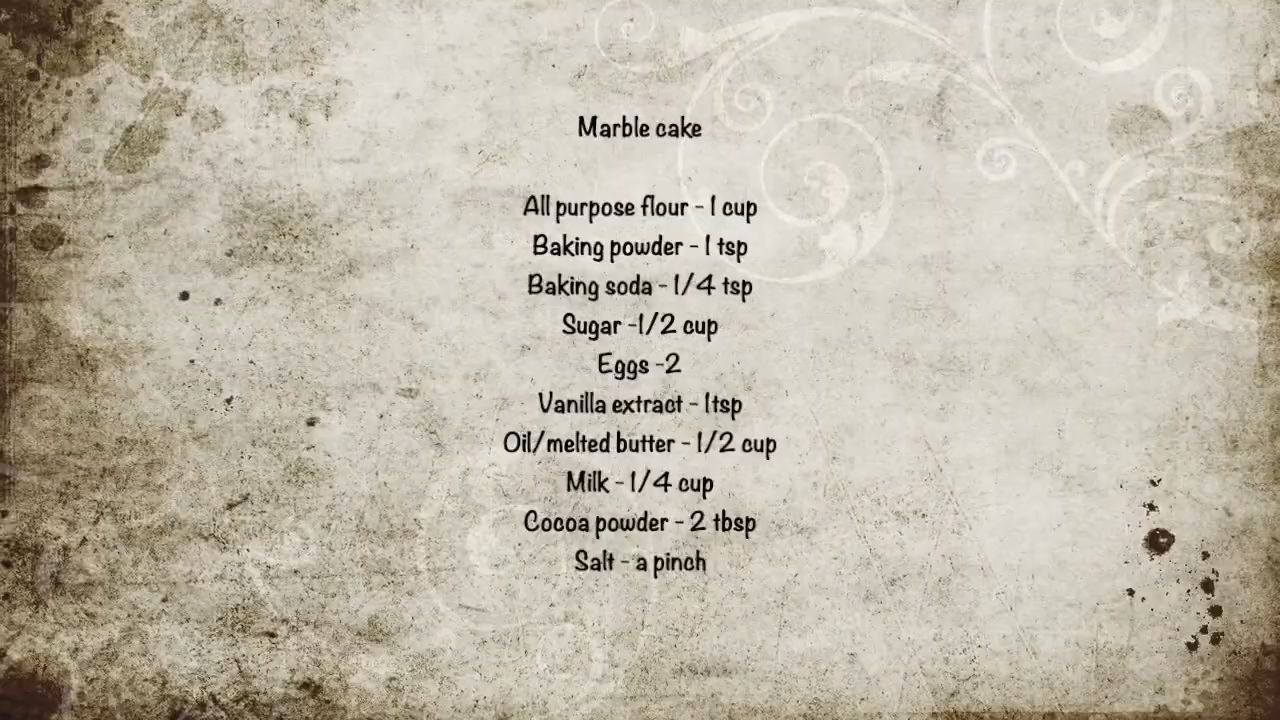 Marble cake
All purpose flour - 1 cup
Baking powder - 1 tsp
Baking soda - 1/4 tsp
Sugar -1/2 cup
Eggs -2
Vanilla extract - 1tsp
Oil/melted butter - 1/2 cup
Milk - 1/4 cup
Cocoa powder - 2 tbsp
Salt - a pinch